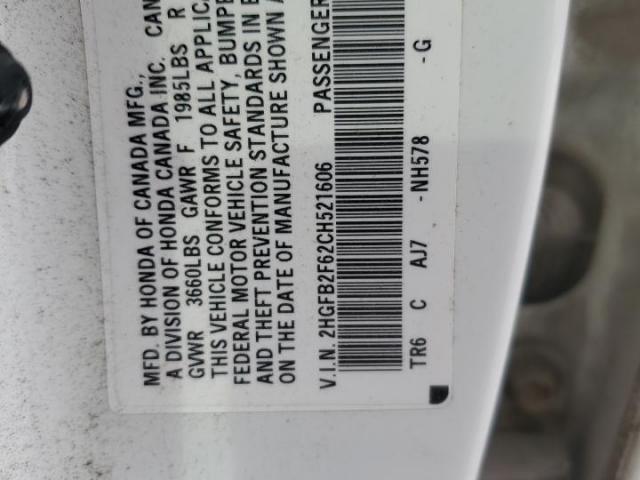 MFD. BY HONDA OF CANADA MFG.,
A DIVISION OF HONDA CANADA INC. CAN
GVWR 3660LBS GAWR F 1985LBS R
THIS VEHICLE CONFORMS TO ALL APPLICA
FEDERAL MOTOR VEHICLE SAFETY, BUMPE
AND THEFT PREVENTION STANDARDS IN E
ON THE DATE OF MANUFACTURE SHOWN A
V.I.N. 2HGFB2F62CH521606 PASSENGER
TR6 C AJ7 -NH578 -G